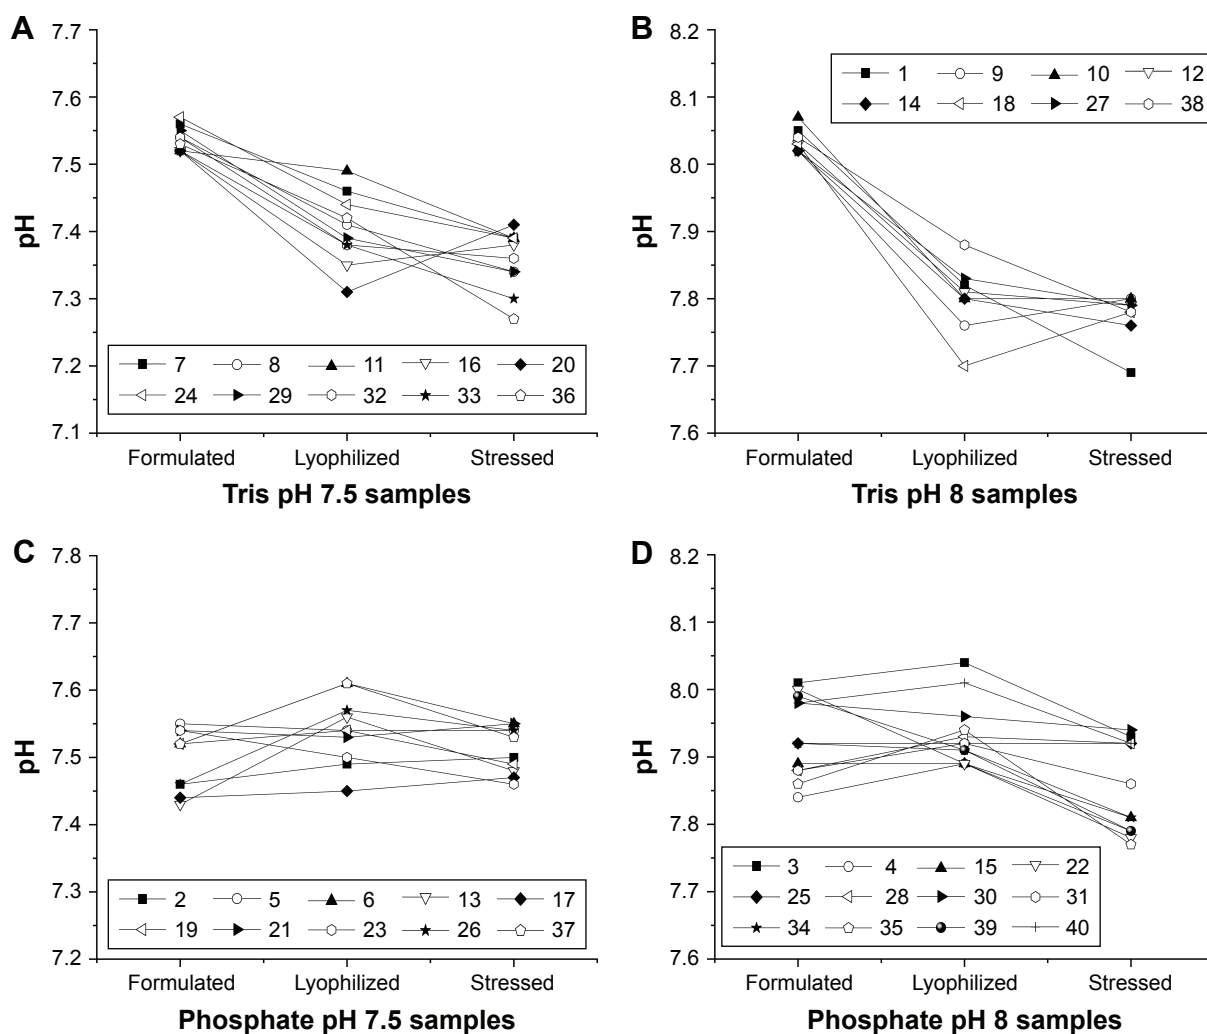 A
7.7
7.6
7.5
7.4
7.3
7.2
7.1
pH
7 8 11 16 20
24 29 32 33 36
Formulated Lyophilized Stressed
Tris pH 7.5 samples
B
8.2
8.1
8.0
7.9
7.8
7.7
7.6
pH
1 9 10 12
14 18 27 38
Formulated Lyophilized Stressed
Tris pH 8 samples
C
7.8
7.7
7.6
7.5
7.4
7.3
7.2
pH
2 5 6 13 17
19 21 23 26 37
Formulated Lyophilized Stressed
Phosphate pH 7.5 samples
D
8.2
8.1
8.0
7.9
7.8
7.7
7.6
pH
3 4 15 22
25 28 30 31
34 35 39 40
Formulated Lyophilized Stressed
Phosphate pH 8 samples